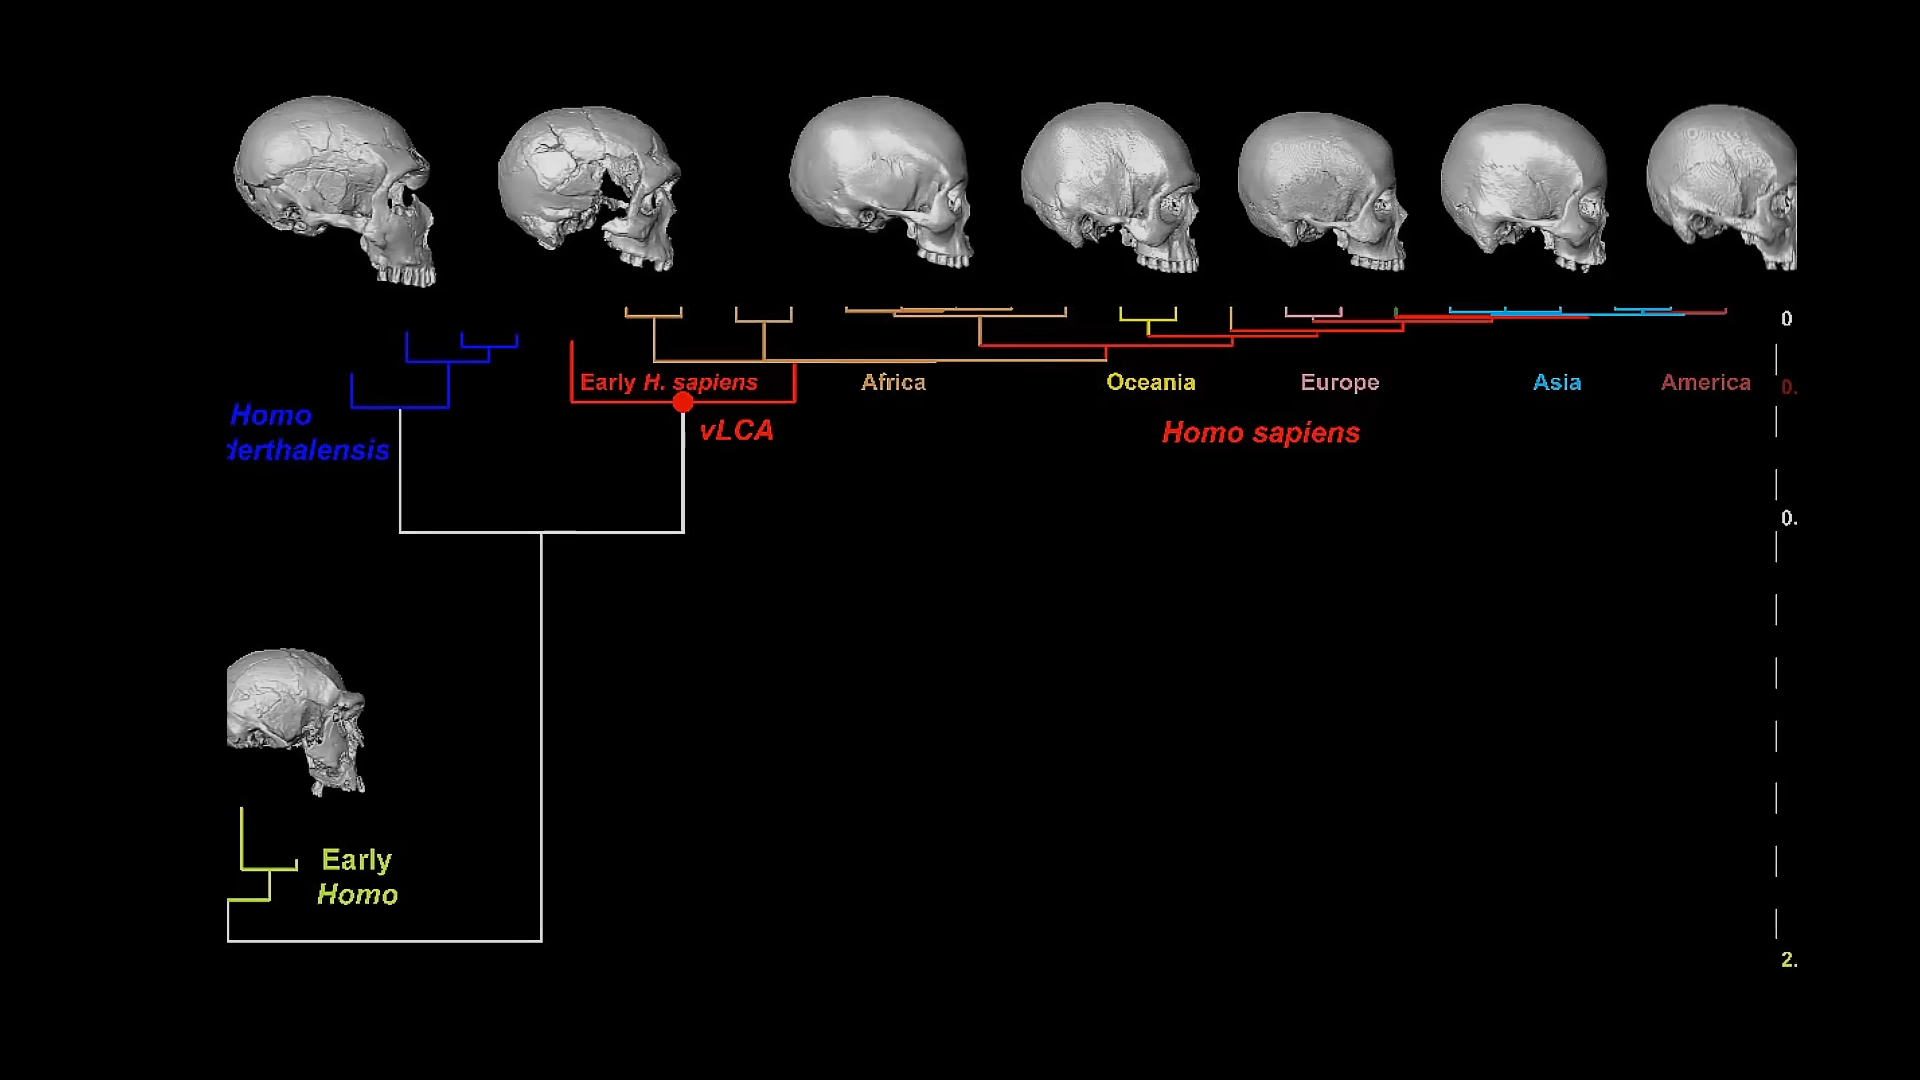 0
Early H. sapiens
Africa
Oceania
Europe
Asia
America
0.
Homo
derthalensis
vLCA
Homo sapiens
0.
Early
Homo
2.